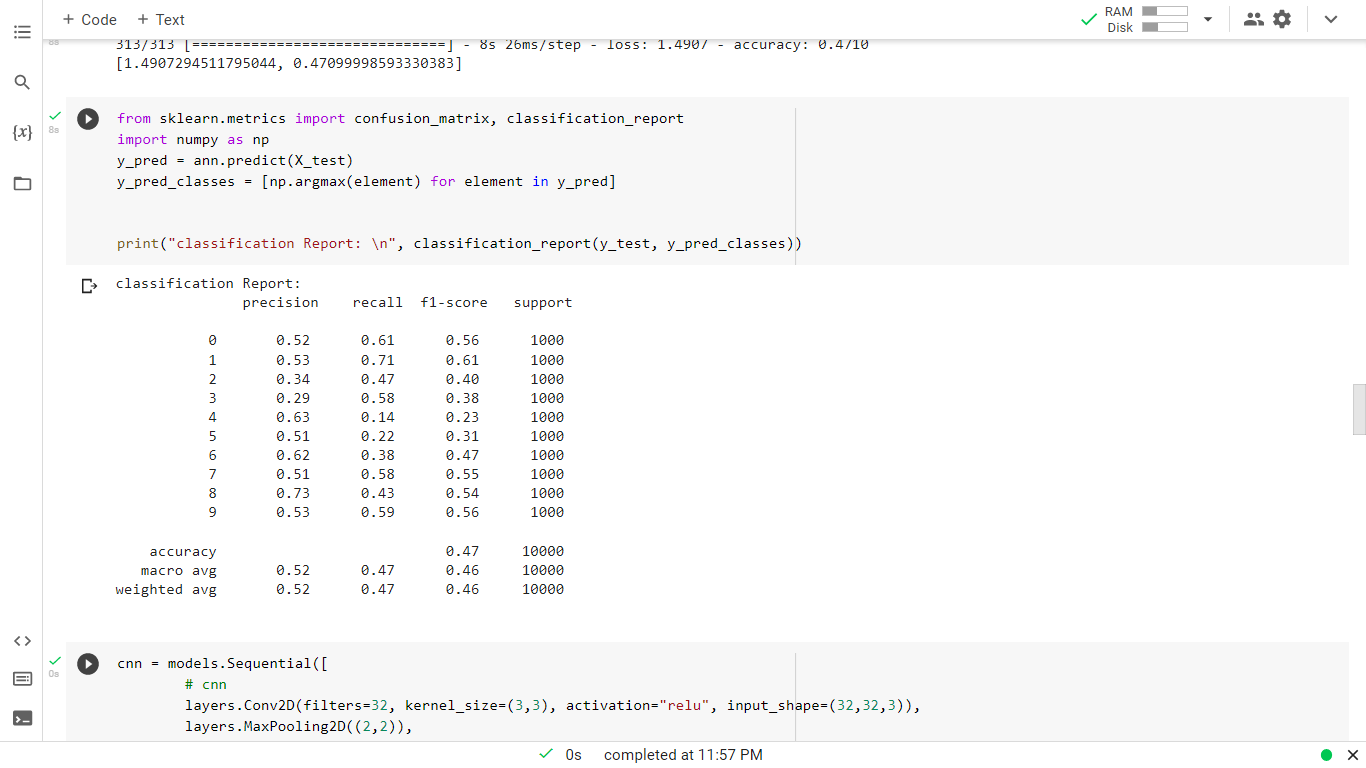 + Code + Text
RAM
Disk
8s
313/313 [==============================] - 8s 26ms/step - loss: 1.4907 - accuracy: 0.4710
[1.4907294511795044, 0.47099998593330383]
{x}
8s
from sklearn.metrics import confusion_matrix, classification_report
import numpy as np
y_pred = ann.predict(X_test)
y_pred_classes = [np.argmax(element) for element in y_pred]
print("classification Report: \n", classification_report(y_test, y_pred_classes))
classification Report:
precision recall f1-score support
0 0.52 0.61 0.56 1000
1 0.53 0.71 0.61 1000
2 0.34 0.47 0.40 1000
3 0.29 0.58 0.38 1000
4 0.63 0.14 0.23 1000
5 0.51 0.22 0.31 1000
6 0.62 0.38 0.47 1000
7 0.51 0.58 0.55 1000
8 0.73 0.43 0.54 1000
9 0.53 0.59 0.56 1000
accuracy 0.47 10000
macro avg 0.52 0.47 0.46 10000
weighted avg 0.52 0.47 0.46 10000
0s
cnn = models.Sequential([
# cnn
layers.Conv2D(filters=32, kernel_size=(3,3), activation="relu", input_shape=(32,32,3)),
layers.MaxPooling2D((2,2)),
0s completed at 11:57 PM